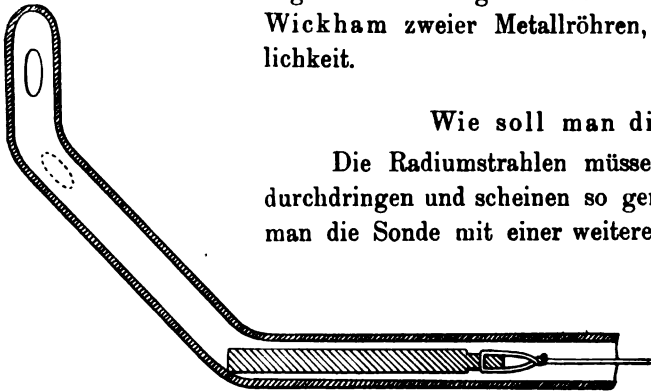 Wickham zweier Metallröhren,
lichkeit.
Wie soll man di
Die Radiumstrahlen müsse
durchdringen und scheinen so ger
man die Sonde mit einer weitere